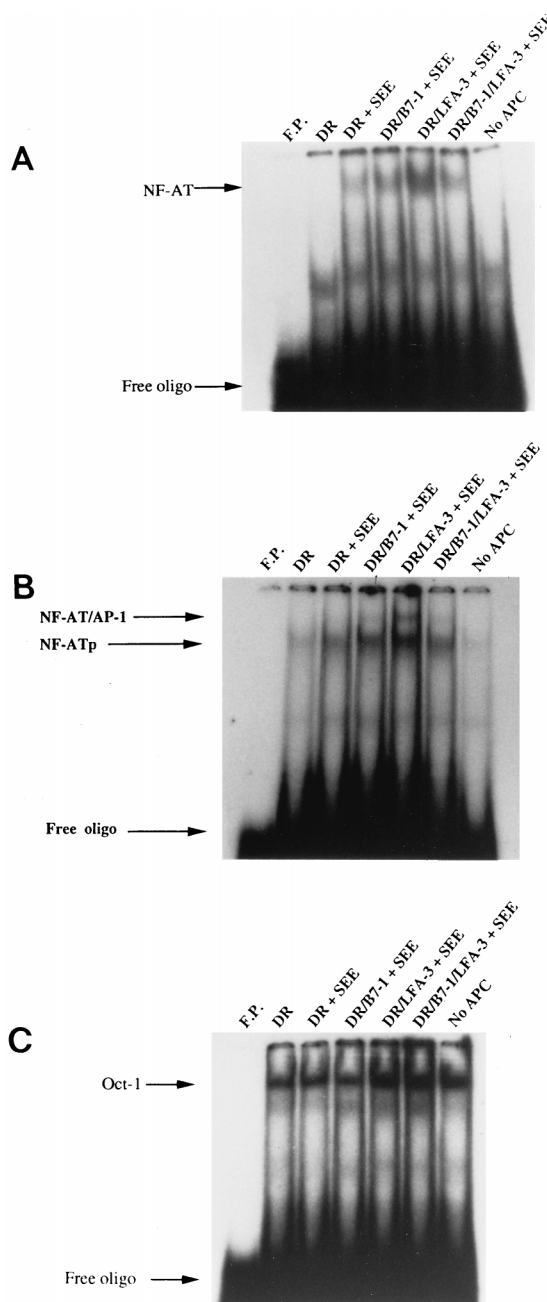 A
F.P.
DR
DR + SEE
DR/B7-1 + SEE
DR/LFA-3 + SEE
DR/B7-1/LFA-3 + SEE
No APC
NF-AT
Free oligo
B
F.P.
DR
DR + SEE
DR/B7-1 + SEE
DR/LFA-3 + SEE
DR/B7-1/LFA-3 + SEE
No APC
NF-AT/AP-1
NF-ATp
Free oligo
C
F.P.
DR
DR + SEE
DR/B7-1 + SEE
DR/LFA-3 + SEE
DR/B7-1/LFA-3 + SEE
No APC
Oct-1
Free oligo